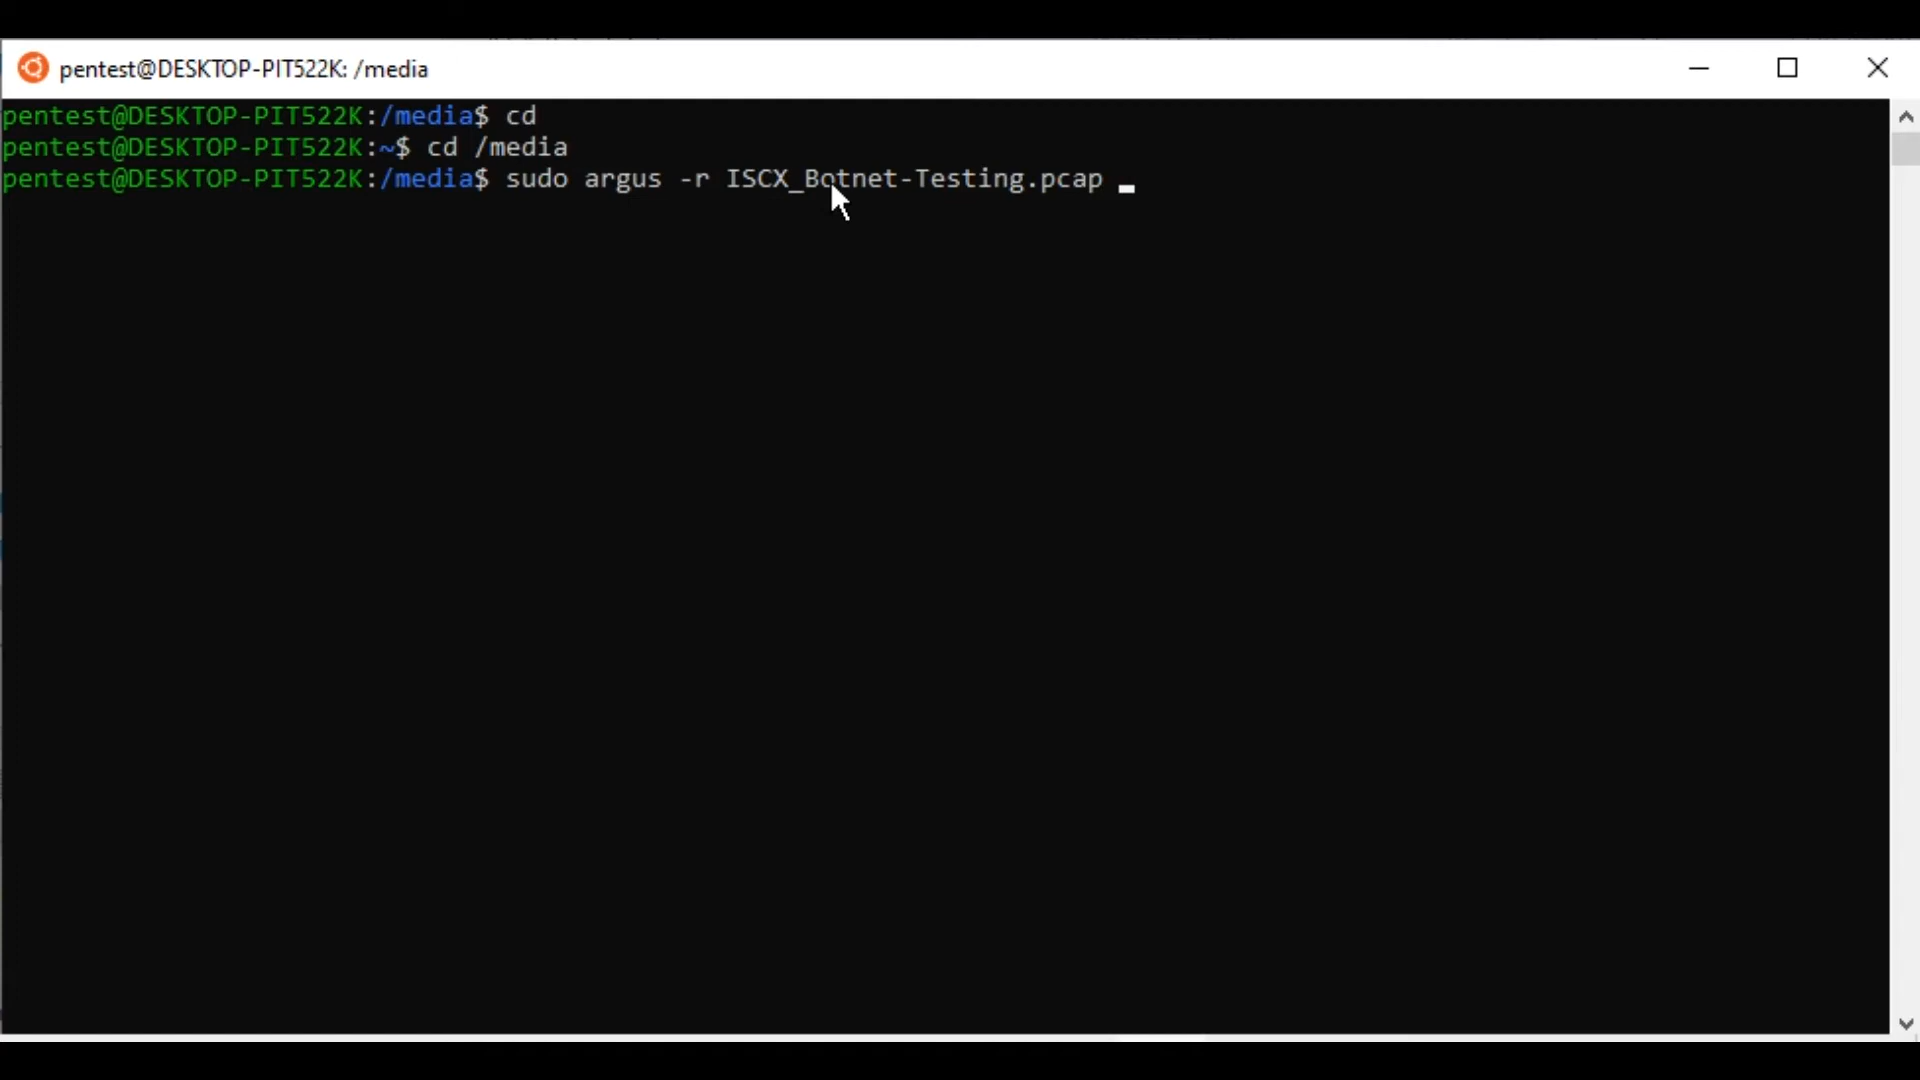 pentest@DESKTOP-PIT522K: /media
pentest@DESKTOP-PIT522K:/media$ cd
pentest@DESKTOP-PIT522K:~$ cd /media
pentest@DESKTOP-PIT522K:/media$ sudo argus -r ISCX_Botnet-Testing.pcap